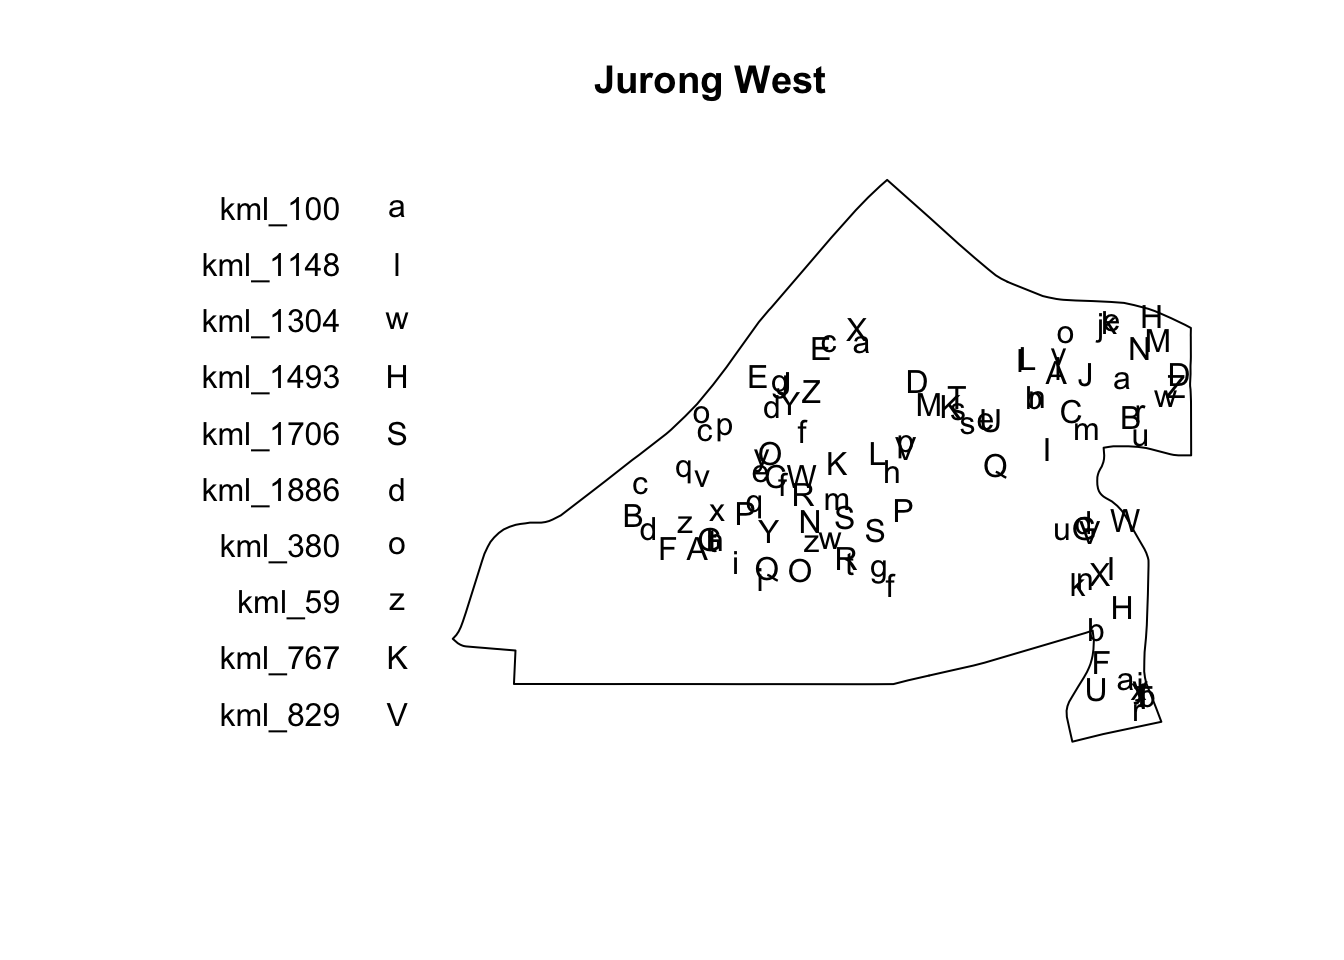 Jurong West
kml_100 a
kml_1148 l
kml_1304 w
kml_1493 H
kml_1706 S
kml_1886 d
kml_380 o
kml_59 z
kml_767 K
kml_829 V
H
X o
E c a N M
L
E Z D J a D
d Y M K T w
o s C B r
c p f s e U m u
O L l
q v K h Q
c W
R m
B x P q N S P W
d z Y S u
F A z w
i Q O R t g X I
f k n
H
b
F
U a
r